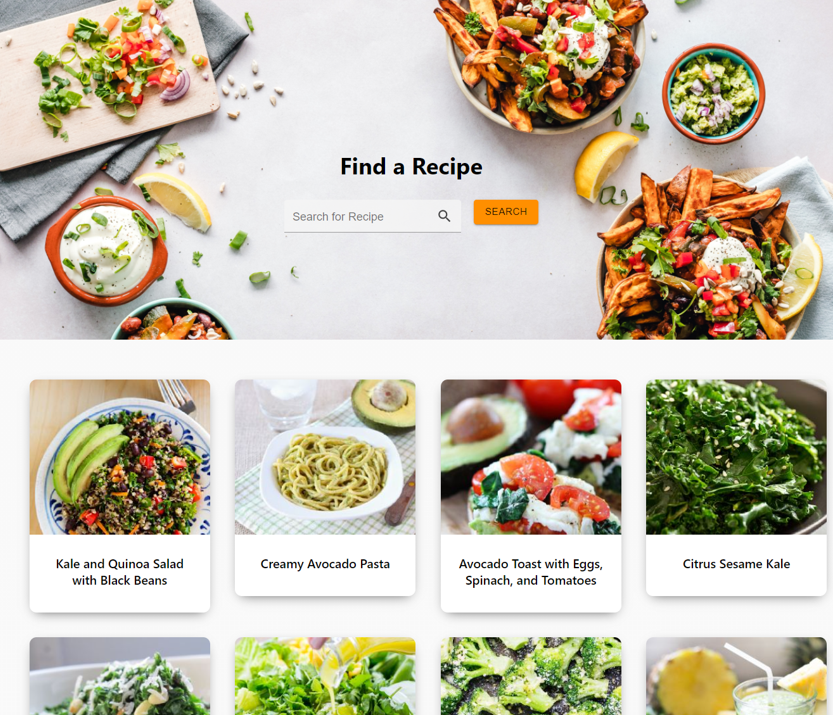 Find a Recipe
Search for Recipe
SEARCH
Kale and Quinoa Salad
with Black Beans
Creamy Avocado Pasta
Avocado Toast with Eggs,
Spinach, and Tomatoes
Citrus Sesame Kale